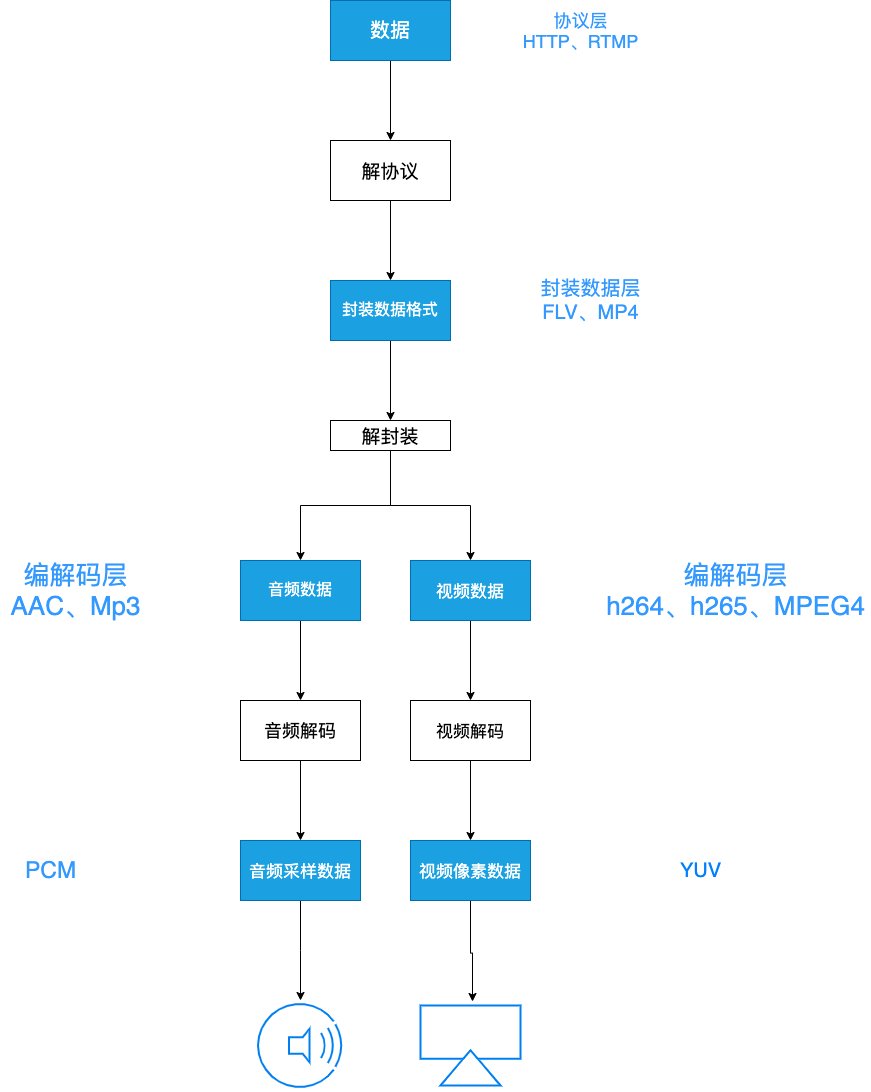 数据
协议层
HTTP、RTMP
解协议
封装数据格式
封装数据层
FLV、MP4
解封装
编解码层
AAC、Mp3
音频数据
视频数据
编解码层
h264、h265、MPEG4
音频解码
视频解码
PCM
音频采样数据
视频像素数据
YUV